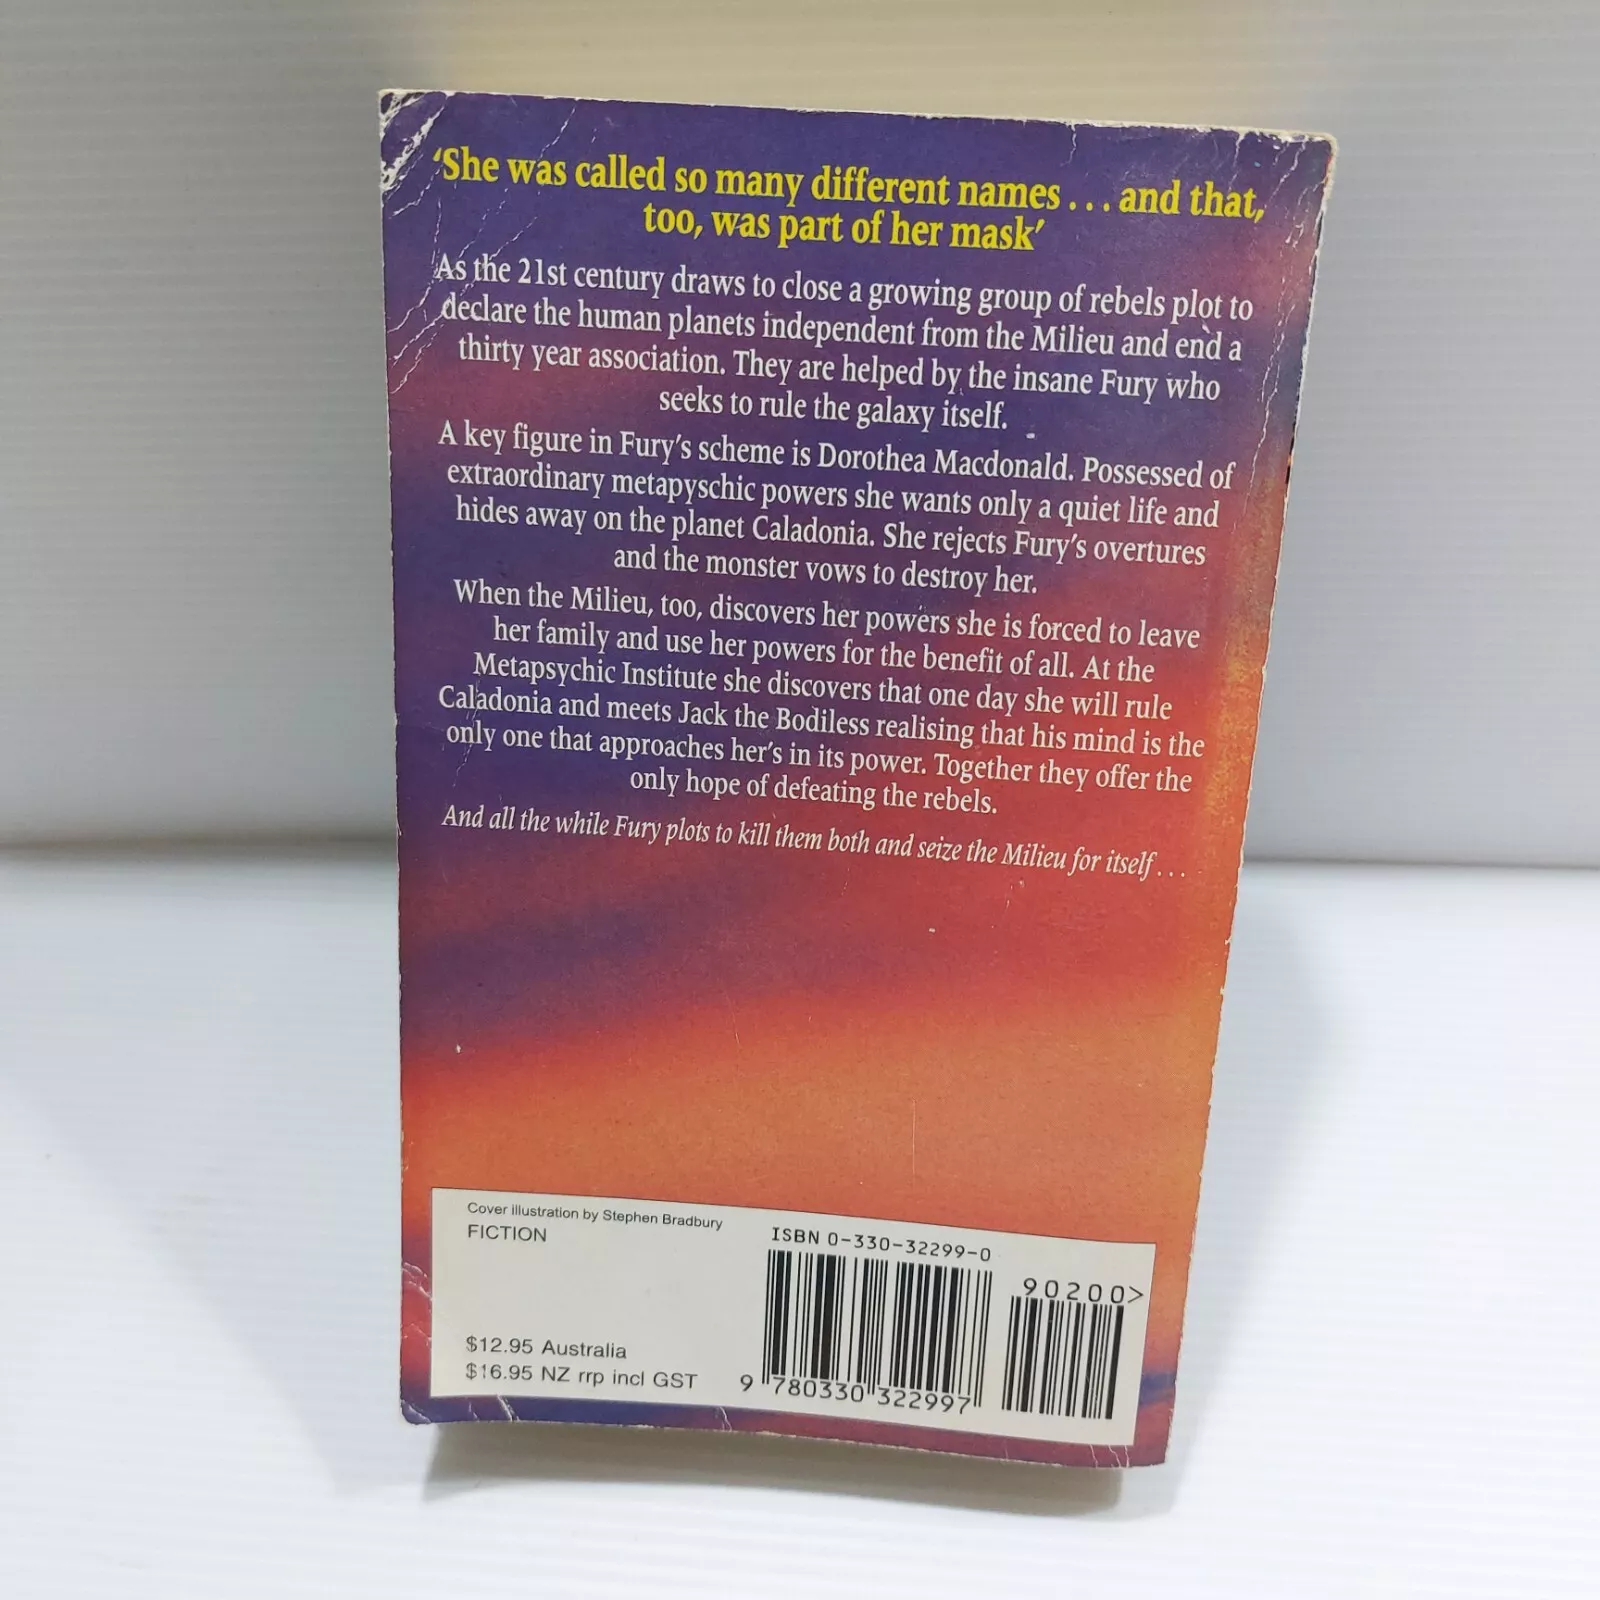 'She was called so many different names . . . and that,
too, was part of her mask'
As the 21st century draws to close a growing group of rebels plot to
declare the human planets independent from the Milieu and end a
thirty year association. They are helped by the insane Fury who
seeks to rule the galaxy itself.
A key figure in Fury's scheme is Dorothea Macdonald. Possessed of
extraordinary metapyschic powers she wants only a quiet life and
hides away on the planet Caladonia. She rejects Fury's overtures
and the monster vows to destroy her.
When the Milieu, too, discovers her powers she is forced to leave
her family and use her powers for the benefit of all. At the
Metapsychic Institute she discovers that one day she will rule
Caladonia and meets Jack the Bodiless realising that his mind is the
only one that approaches her's in its power. Together they offer the
only hope of defeating the rebels.
And all the while Fury plots to kill them both and seize the Milieu for itself . . .
Cover illustration by Stephen Bradbury
FICTION
ISBN 0-330-32299-0
90200>
$12.95 Australia
$16.95 NZ rrp incl GST
9 780330 322997